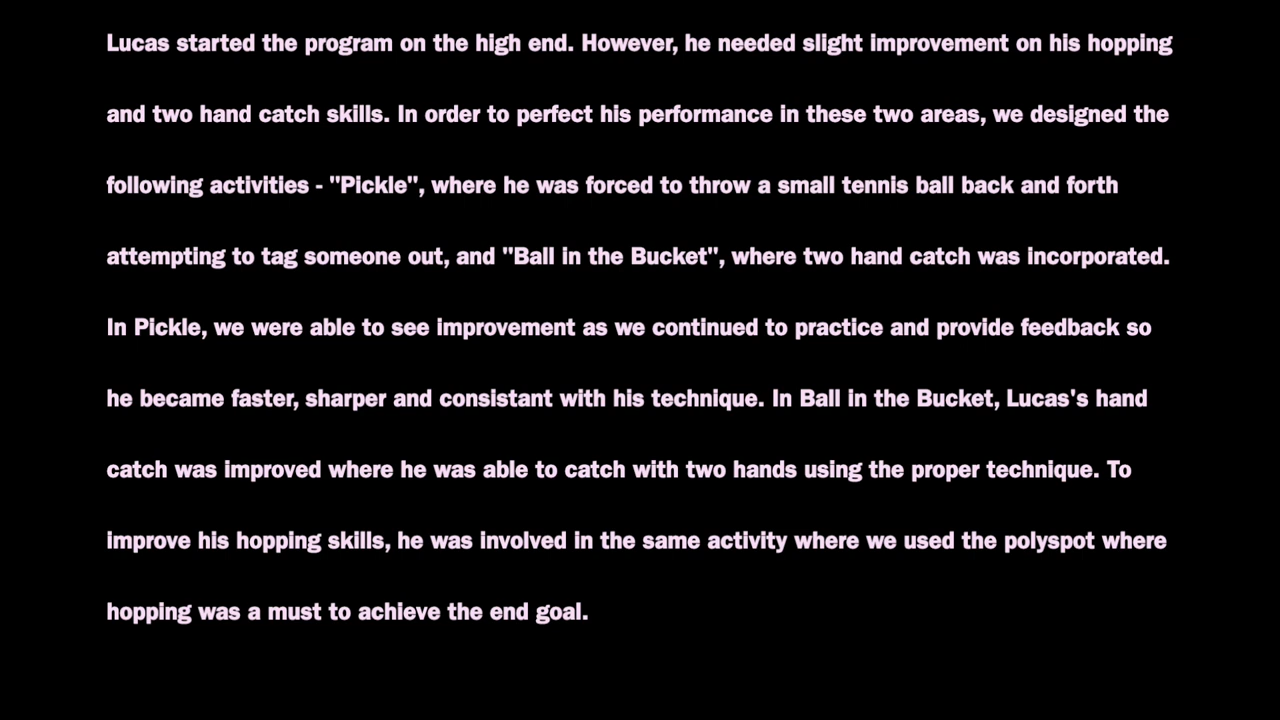 Lucas started the program on the high end. However, he needed slight improvement on his hopping
and two hand catch skills. In order to perfect his performance in these two areas, we designed the
following activities - "Pickle", where he was forced to throw a small tennis ball back and forth
attempting to tag someone out, and "Ball in the Bucket", where two hand catch was incorporated.
In Pickle, we were able to see improvement as we continued to practice and provide feedback so
he became faster, sharper and consistant with his technique. In Ball in the Bucket, Lucas's hand
catch was improved where he was able to catch with two hands using the proper technique. To
improve his hopping skills, he was involved in the same activity where we used the polyspot where
hopping was a must to achieve the end goal.